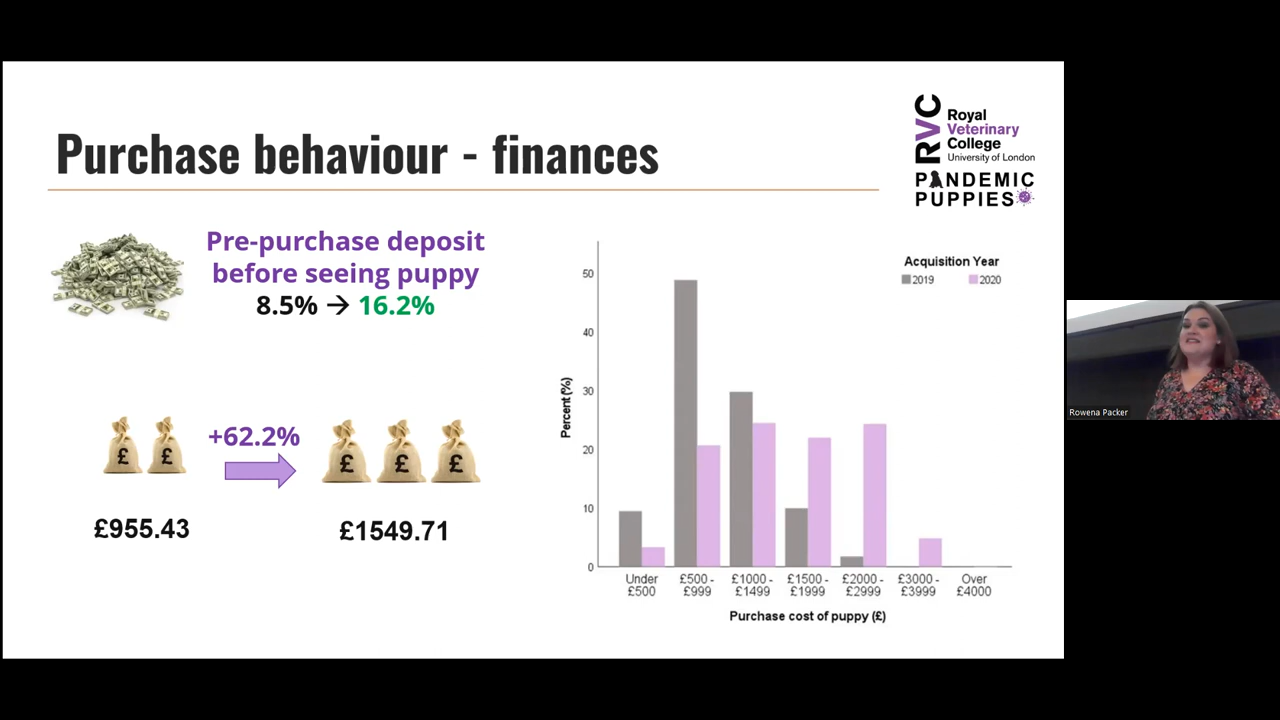 Purchase behaviour - finances
RVC
Royal
Veterinary
College
University of London
PANDEMIC
PUPPIES
Pre-purchase deposit
before seeing puppy
8.5% → 16.2%
+62.2%
£ £
£ £ £
£955.43
£1549.71
Acquisition Year
2019 2020
Percent (%)
50
40
30
20
10
0
Under £500
£500 - £999
£1000 - £1499
£1500 - £1999
£2000 - £2999
£3000 - £3999
Over £4000
Purchase cost of puppy (£)
Rowena Packer